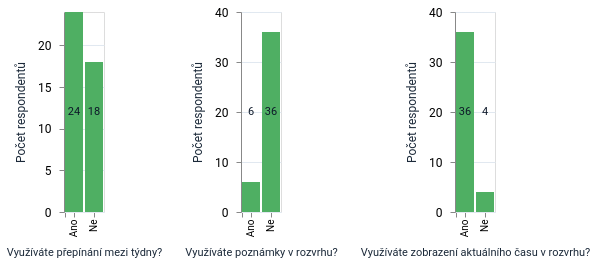 Počet respondentů
20
15
10
5
0
24
18
Ano
Ne
Využíváte přepínání mezi týdny?
Počet respondentů
40
30
20
10
0
6
36
Ano
Ne
Využíváte poznámky v rozvrhu?
Počet respondentů
40
30
20
10
0
36
4
Ano
Ne
Využíváte zobrazení aktuálního času v rozvrhu?